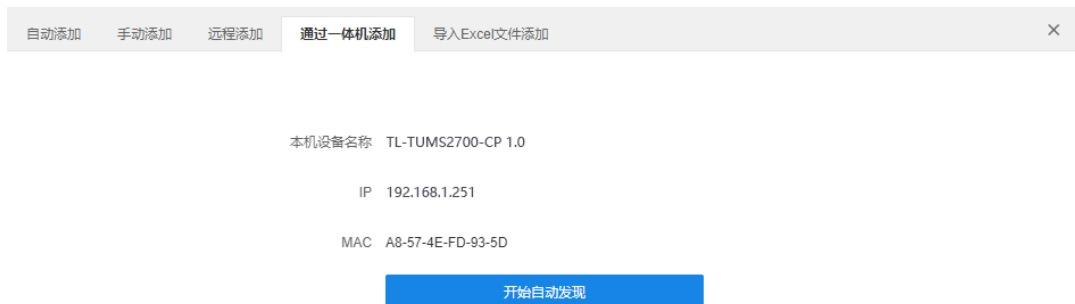 自动添加 手动添加 远程添加 通过一体机添加 导入Excel文件添加 ×
本机设备名称 TL-TUMS2700-CP 1.0
IP 192.168.1.251
MAC A8-57-4E-FD-93-5D
开始自动发现